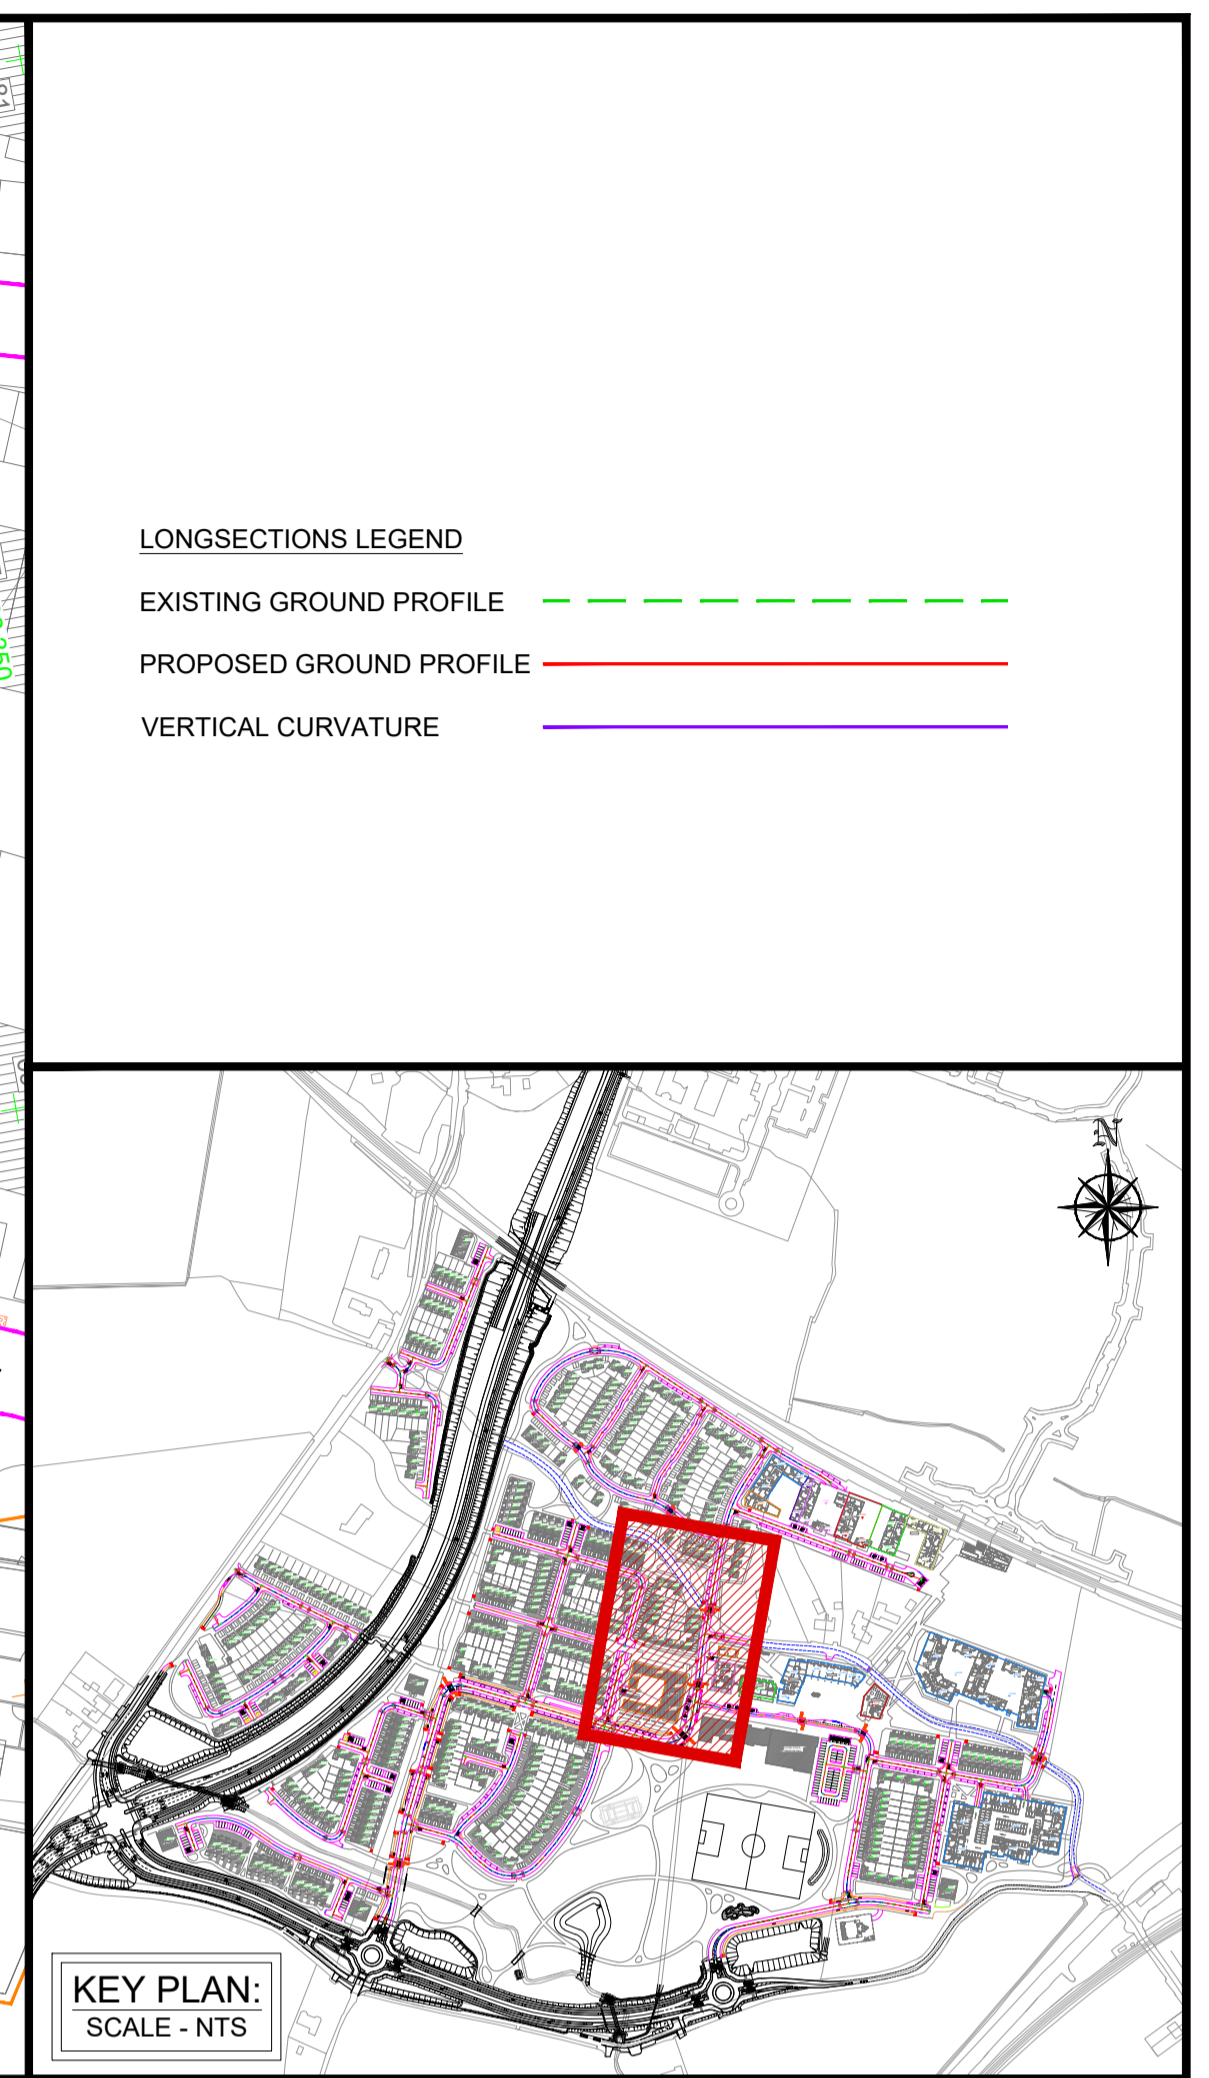 LONGSECTIONS LEGEND
EXISTING GROUND PROFILE
PROPOSED GROUND PROFILE
VERTICAL CURVATURE
N
KEY PLAN:
SCALE - NTS